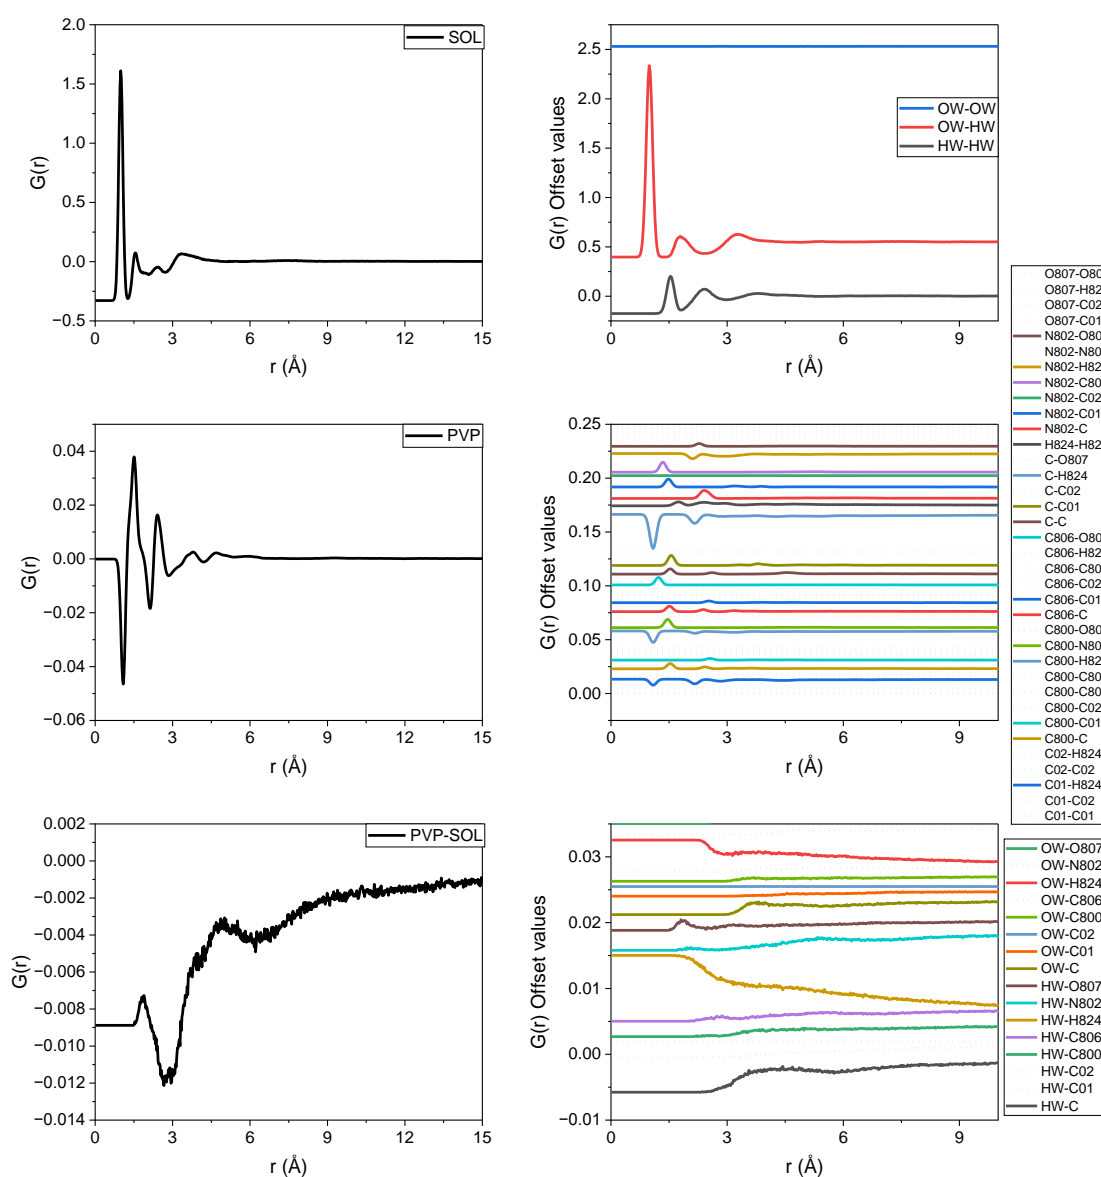 SOL
2.0
1.5
1.0
0.5
0.0
−0.5
G(r)
0 3 6 9 12 15
r (Å)
OW-OW
OW-HW
HW-HW
2.5
2.0
1.5
1.0
0.5
0.0
G(r) Offset values
0 3 6 9
r (Å)
PVP
0.04
0.02
0.00
−0.02
−0.04
−0.06
G(r)
0 3 6 9 12 15
r (Å)
0.25
0.20
0.15
0.10
0.05
0.00
G(r) Offset values
0 3 6 9
r (Å)
O807-O80
O807-H82
O807-C02
O807-C01
N802-O80
N802-N80
N802-H82
N802-C80
N802-C02
N802-C01
N802-C
H824-H82
C-O807
C-H824
C-C02
C-C01
C-C
C806-O80
C806-H82
C806-C80
C806-C02
C806-C01
C806-C
C800-O80
C800-N80
C800-H82
C800-C80
C800-C80
C800-C02
C800-C01
C800-C
C02-H824
C02-C02
C01-H824
C01-C02
C01-C01
PVP-SOL
0.002
0.000
−0.002
−0.004
−0.006
−0.008
−0.010
−0.012
−0.014
G(r)
0 3 6 9 12 15
r (Å)
0.03
0.02
0.01
0.00
−0.01
G(r) Offset values
0 3 6 9
r (Å)
OW-O807
OW-N802
OW-H824
OW-C806
OW-C800
OW-C02
OW-C01
OW-C
HW-O807
HW-N802
HW-H824
HW-C806
HW-C800
HW-C02
HW-C01
HW-C